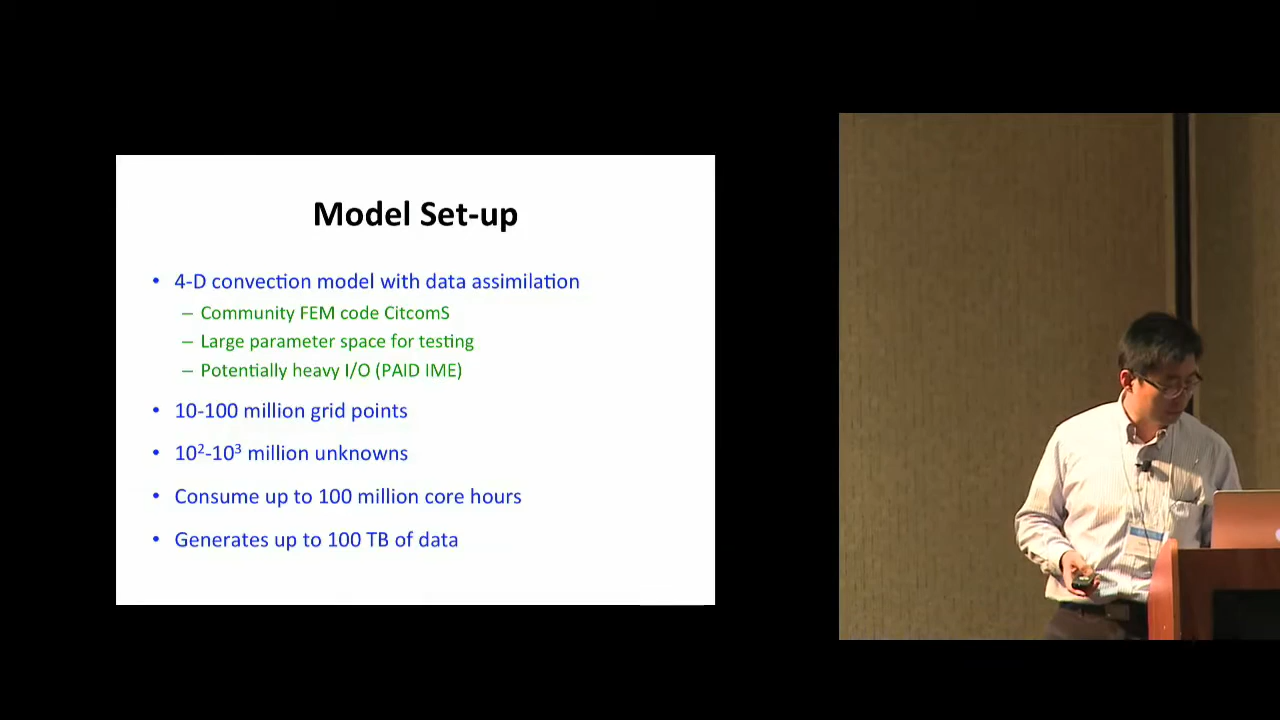 Model Set-up
• 4-D convection model with data assimilation
– Community FEM code CitcomS
– Large parameter space for testing
– Potentially heavy I/O (PAID IME)
• 10-100 million grid points
• 10²-10³ million unknowns
• Consume up to 100 million core hours
• Generates up to 100 TB of data